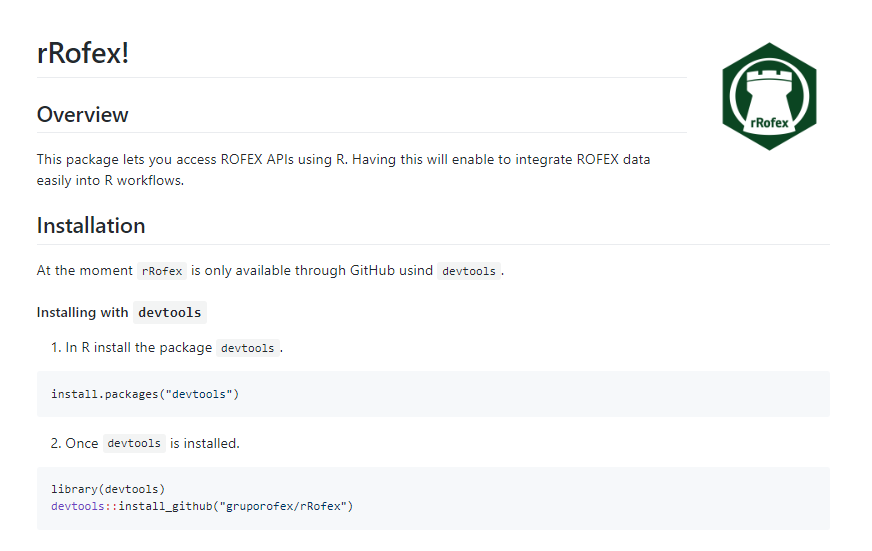 rRofex!
rRofex
Overview
This package lets you access ROFEX APIs using R. Having this will enable to integrate ROFEX data
easily into R workflows.
Installation
At the moment rRofex is only available through GitHub usind devtools.
Installing with devtools
1. In R install the package devtools.
install.packages("devtools")
2. Once devtools is installed.
library(devtools)
devtools::install_github("gruporofex/rRofex")